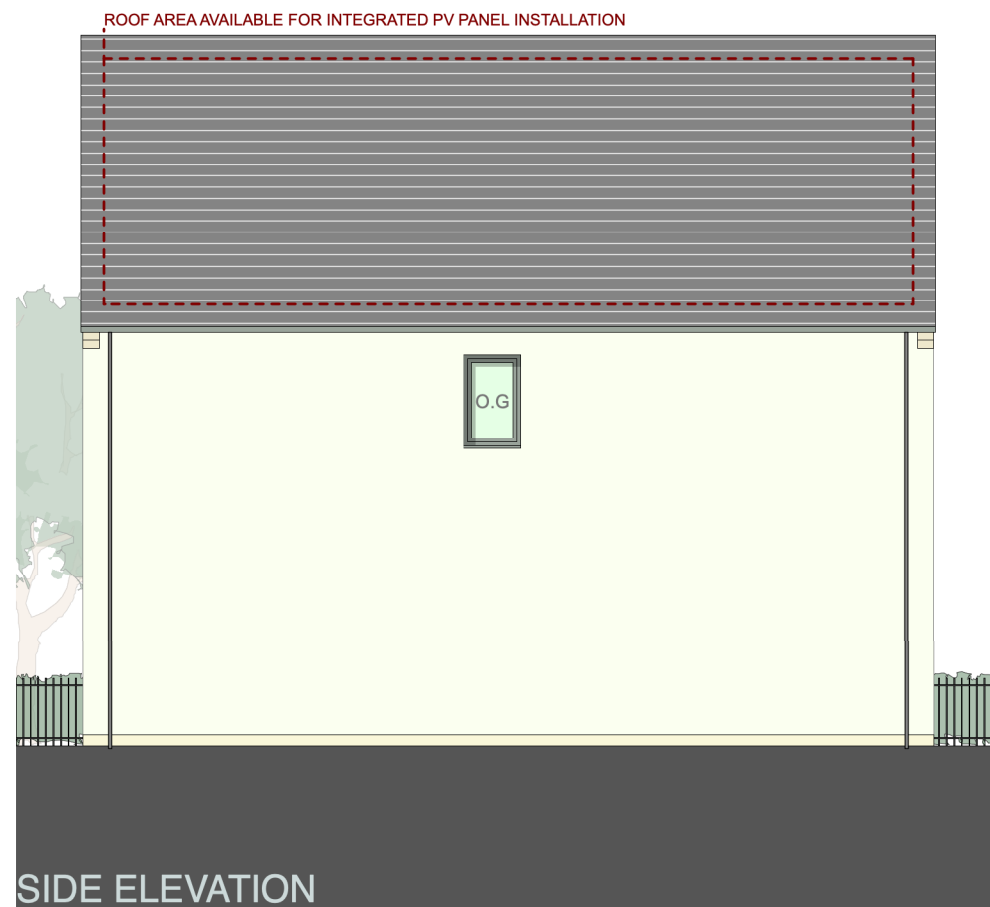 ROOF AREA AVAILABLE FOR INTEGRATED PV PANEL INSTALLATION
O.G
SIDE ELEVATION